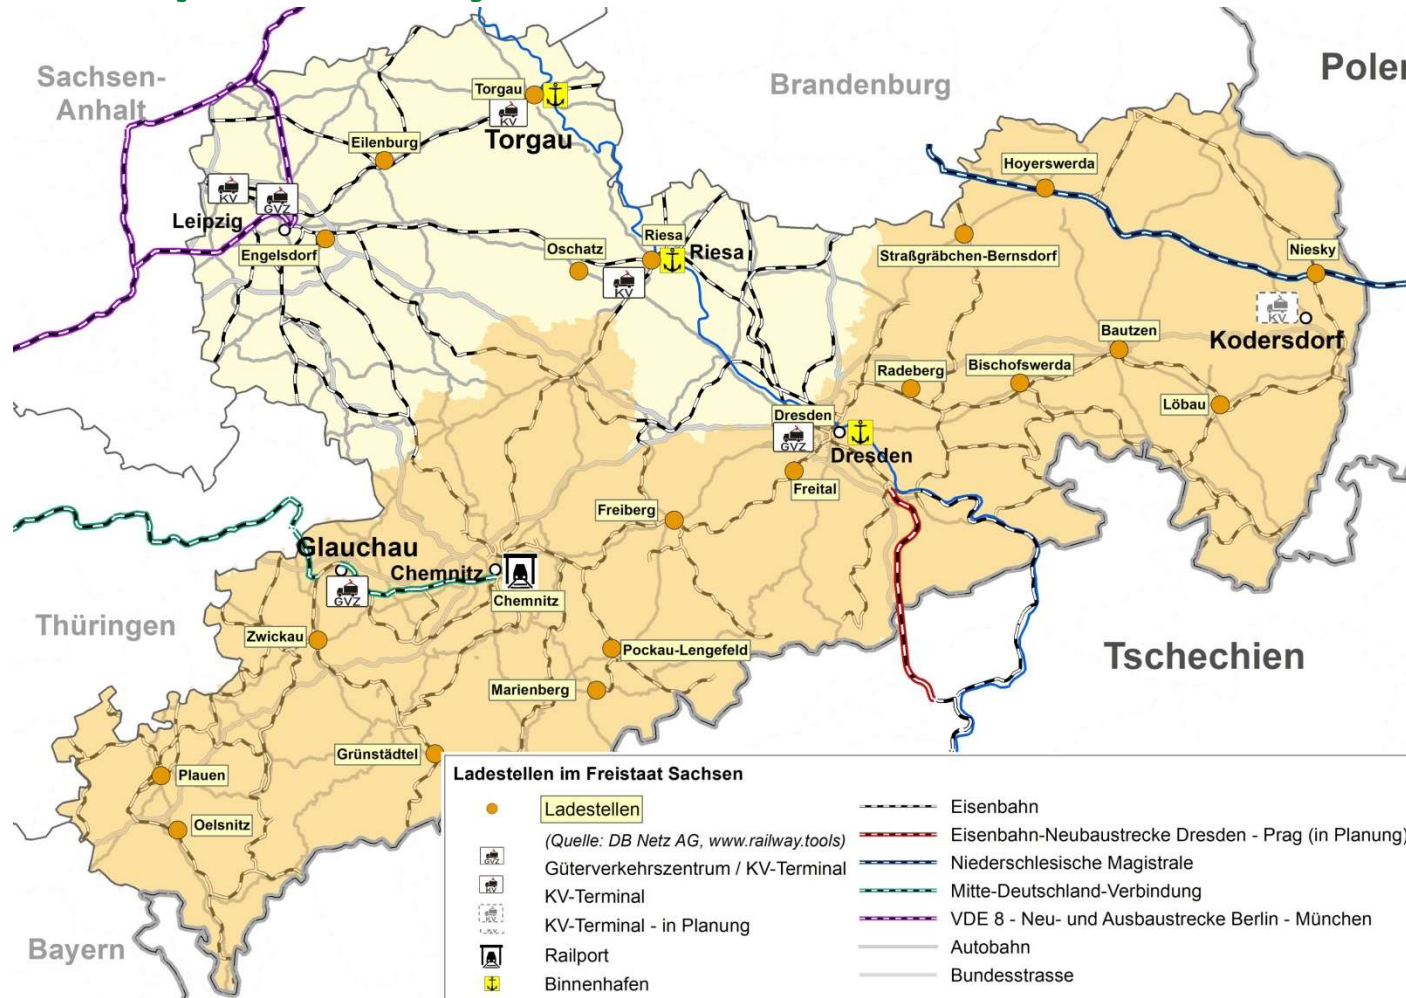 Sachsen-
Anhalt
Brandenburg
Polen
Torgau
KV
Torgau
Eilenburg
Hoyerswerda
KV
GVZ
Leipzig
Engelsdorf
Oschatz
Riesa
Riesa
KV
Straßgräbchen-Bernsdorf
Niesky
KV
Kodersdorf
Bautzen
Bischofswerda
Radeberg
Löbau
Dresden
GVZ
Dresden
Freital
Freiberg
Glauchau
GVZ
Chemnitz
Chemnitz
Thüringen
Zwickau
Pockau-Lengefeld
Tschechien
Marienberg
Grünstädtel
Plauen
Oelsnitz
Bayern
Ladestellen im Freistaat Sachsen
Ladestellen
(Quelle: DB Netz AG, www.railway.tools)
GVZ
Güterverkehrszentrum / KV-Terminal
KV
KV-Terminal
KV
KV-Terminal - in Planung
Railport
Binnenhafen
Eisenbahn
Eisenbahn-Neubaustrecke Dresden - Prag (in Planung)
Niederschlesische Magistrale
Mitte-Deutschland-Verbindung
VDE 8 - Neu- und Ausbaustrecke Berlin - München
Autobahn
Bundesstrasse